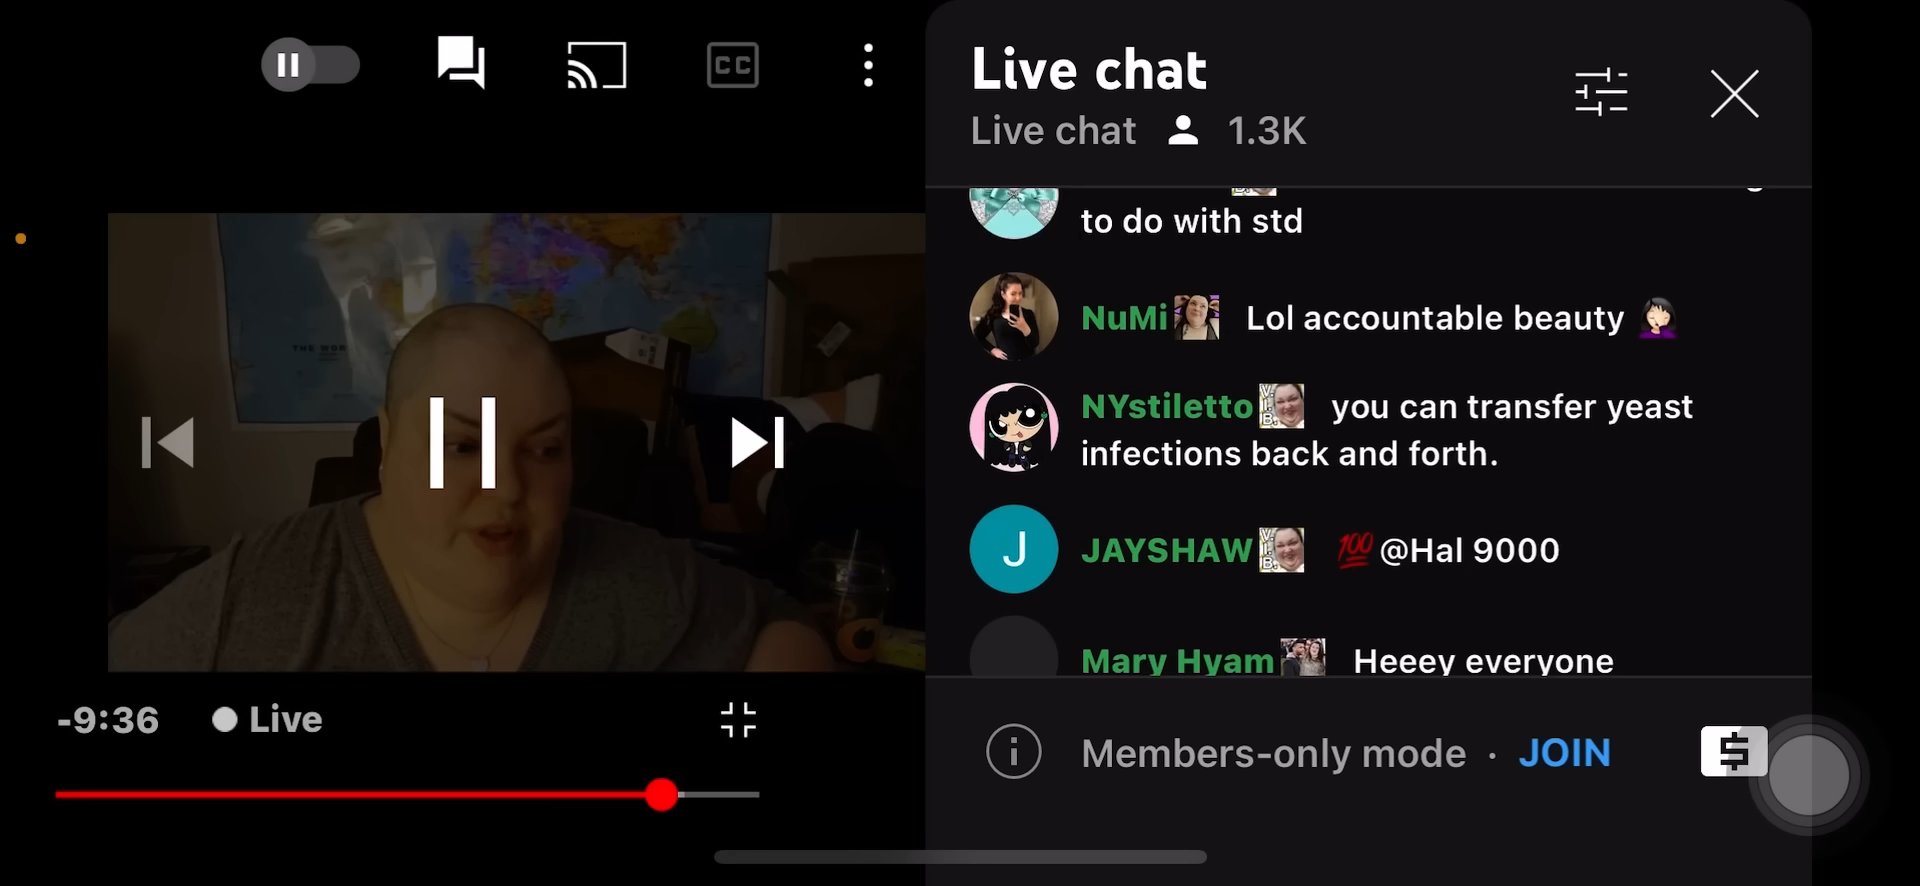 CC
Live chat
Live chat 1.3K
to do with std
NuMi Lol accountable beauty
NYstiletto you can transfer yeast
infections back and forth.
JAYSHAW 💯 @Hal 9000
Mary Hyam Heeey everyone
THE WOR
-9:36 Live
Members-only mode · JOIN
$